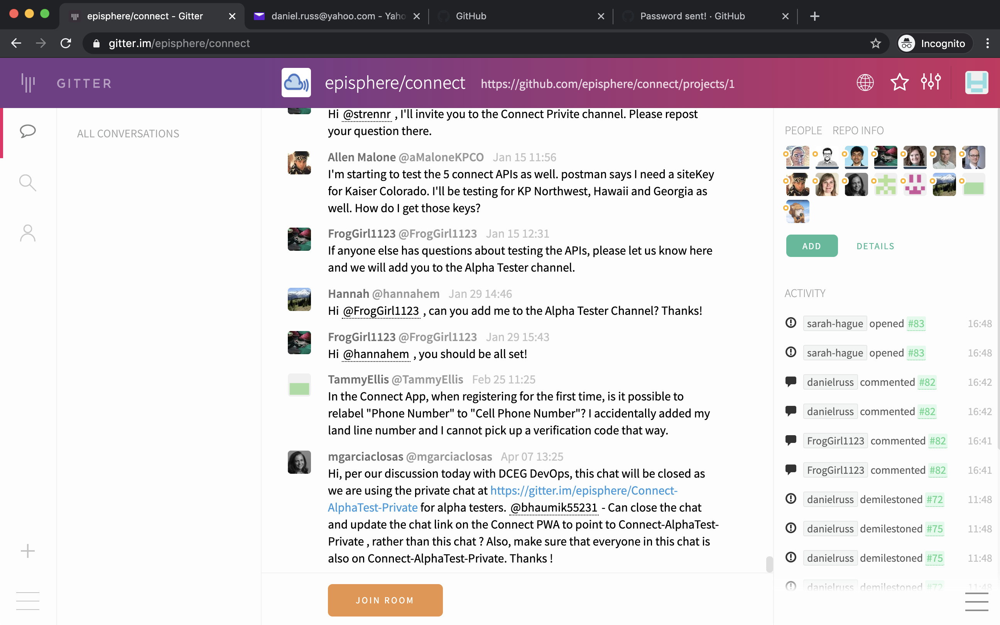 episphere/connect - Gitter
daniel.russ@yahoo.com - Yaho
GitHub
Password sent! · GitHub
gitter.im/episphere/connect
Incognito
GITTER
episphere/connect
https://github.com/episphere/connect/projects/1
ALL CONVERSATIONS
Hi @strennr , I'll invite you to the Connect Privite channel. Please repost
your question there.
Allen Malone @aMaloneKPCO Jan 15 11:56
I'm starting to test the 5 connect APIs as well. postman says I need a siteKey
for Kaiser Colorado. I'll be testing for KP Northwest, Hawaii and Georgia as
well. How do I get those keys?
FrogGirl1123 @FrogGirl1123 Jan 15 12:31
If anyone else has questions about testing the APIs, please let us know here
and we will add you to the Alpha Tester channel.
Hannah @hannahem Jan 29 14:46
Hi @FrogGirl1123 , can you add me to the Alpha Tester Channel? Thanks!
FrogGirl1123 @FrogGirl1123 Jan 29 15:43
Hi @hannahem , you should be all set!
TammyEllis @TammyEllis Feb 25 11:25
In the Connect App, when registering for the first time, is it possible to
relabel "Phone Number" to "Cell Phone Number"? I accidentally added my
land line number and I cannot pick up a verification code that way.
mgarciaclosas @mgarciaclosas Apr 07 13:25
Hi, per our discussion today with DCEG DevOps, this chat will be closed as
we are using the private chat at https://gitter.im/episphere/Connect-
AlphaTest-Private for alpha testers. @bhaumik55231 - Can close the chat
and update the chat link on the Connect PWA to point to Connect-AlphaTest-
Private , rather than this chat ? Also, make sure that everyone in this chat is
also on Connect-AlphaTest-Private. Thanks !
JOIN ROOM
PEOPLE REPO INFO
ADD DETAILS
ACTIVITY
sarah-hague opened #83 16:48
sarah-hague opened #83 16:48
danielruss commented #82 16:42
danielruss commented #82 16:42
FrogGirl1123 commented #82 16:41
FrogGirl1123 commented #82 16:41
danielruss demilestoned #72 11:48
danielruss demilestoned #75 11:48
danielruss demilestoned #75 11:48
danielruss demilestoned #72 11:48